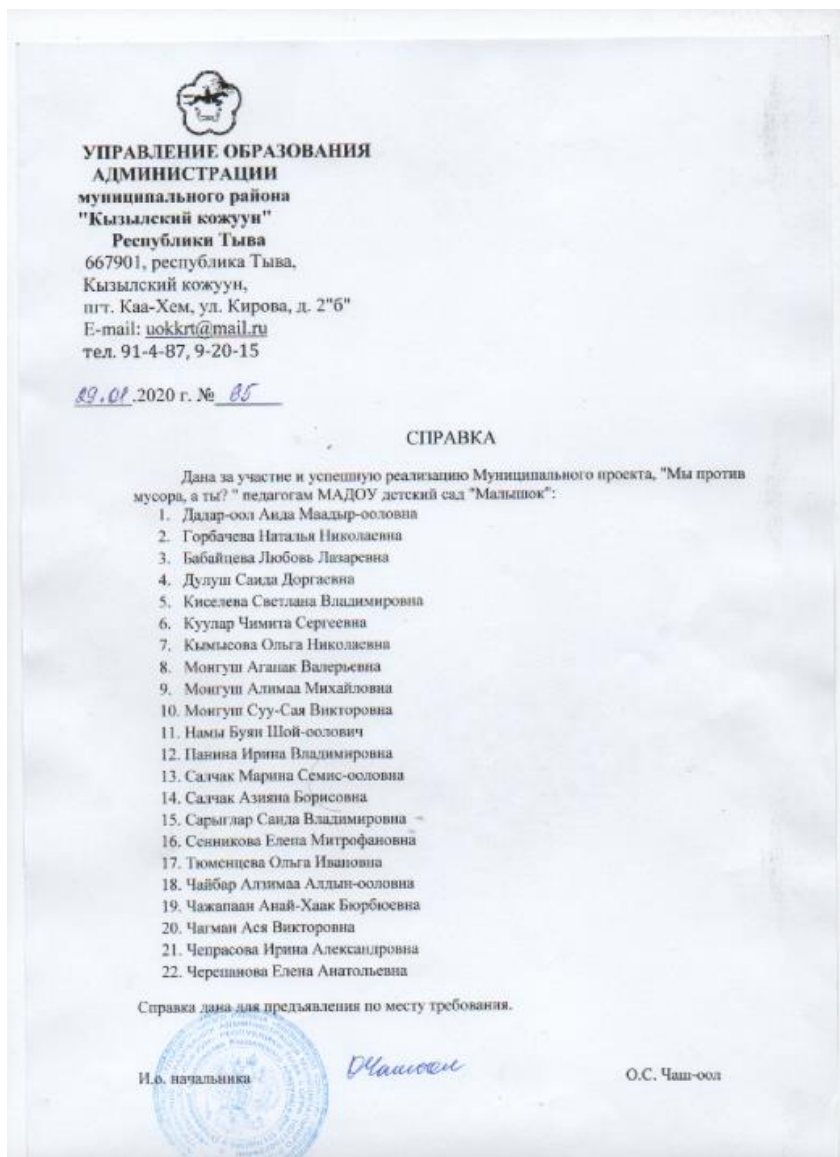 УПРАВЛЕНИЕ ОБРАЗОВАНИЯ
АДМИНИСТРАЦИИ
муниципального района
"Кызылский кожуун"
Республики Тыва
667901, республика Тыва,
Кызылский кожуун,
пгт. Каа-Хем, ул. Кирова, д. 2"б"
E-mail: uokkrt@mail.ru
тел. 91-4-87, 9-20-15
29.01.2020 г. № 85
СПРАВКА
Дана за участие и успешную реализацию Муниципального проекта, "Мы против
мусора, а ты? " педагогам МАДОУ детский сад "Малышок":
1. Дадар-оол Аида Маадыр-ооловна
2. Горбачева Наталья Николаевна
3. Бабайцева Любовь Лазаревна
4. Дулуш Саида Доргаевна
5. Киселева Светлана Владимировна
6. Куулар Чимита Сергеевна
7. Кымысова Ольга Николаевна
8. Монгуш Аганак Валерьевна
9. Монгуш Алимаа Михайловна
10. Монгуш Суу-Сая Викторовна
11. Намы Буян Шой-оолович
12. Панина Ирина Владимировна
13. Салчак Марина Семис-ооловна
14. Салчак Азияна Борисовна
15. Сарыглар Саида Владимировна
16. Сенникова Елена Митрофановна
17. Тюменцева Ольга Ивановна
18. Чайбар Алзимаа Алдын-ооловна
19. Чажапаан Анай-Хаак Бюрбюевна
20. Чагман Ася Викторовна
21. Чепрасова Ирина Александровна
22. Черепанова Елена Анатольевна
Справка дана для предъявления по месту требования.
И.о. начальника О.С. Чаш-оол